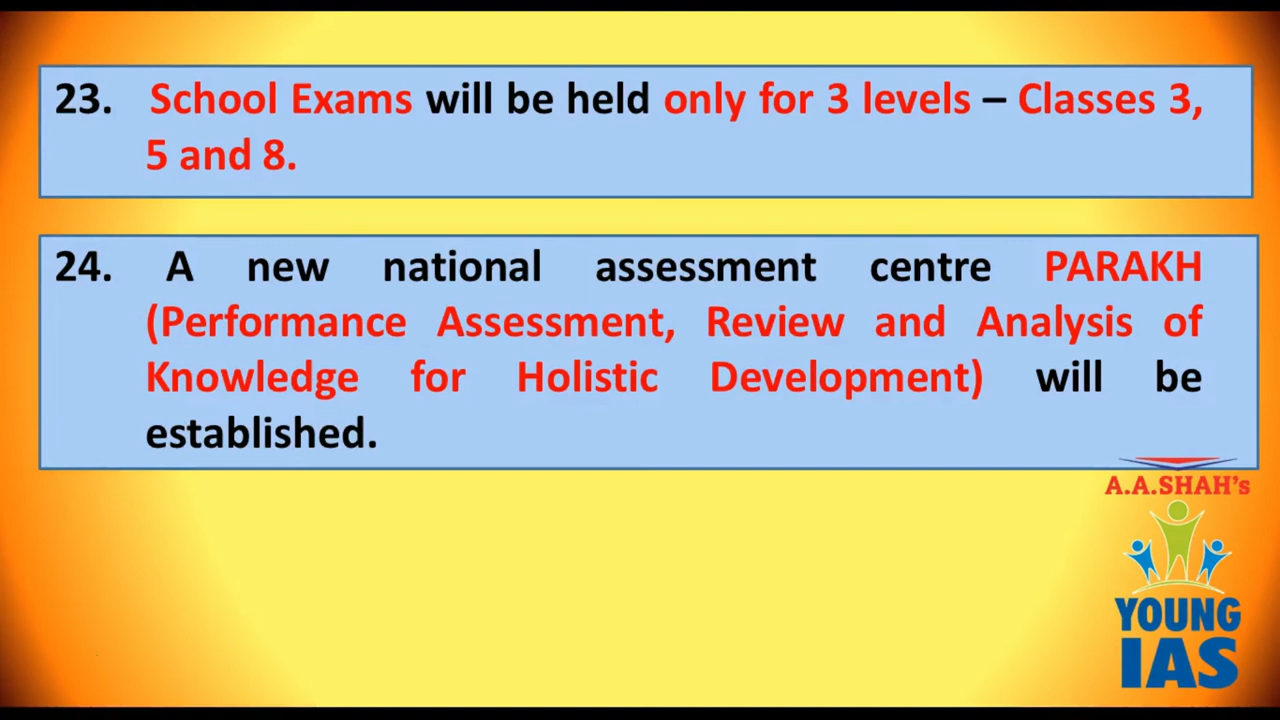 23. School Exams will be held only for 3 levels – Classes 3,
5 and 8.
24. A new national assessment centre PARAKH
(Performance Assessment, Review and Analysis of
Knowledge for Holistic Development) will be
established.
A.A.SHAH's
YOUNG
IAS